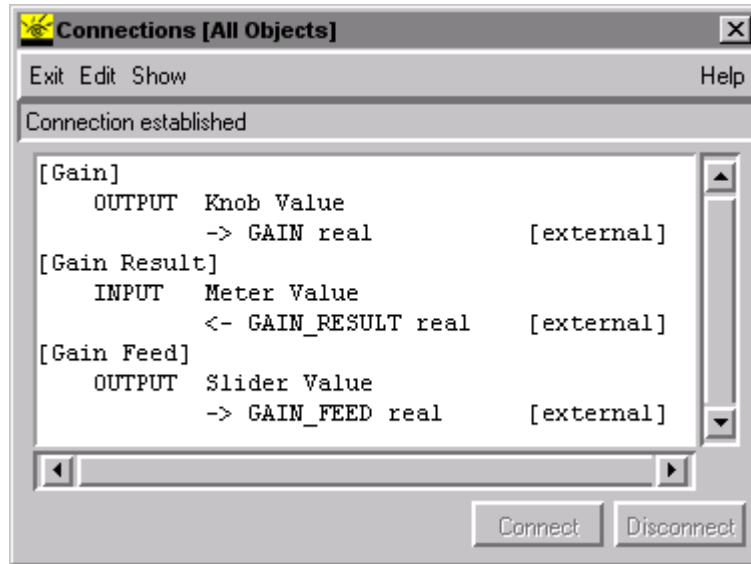 Connections [All Objects]
Exit Edit Show Help
Connection established
[Gain]
OUTPUT Knob Value
-> GAIN real [external]
[Gain Result]
INPUT Meter Value
<- GAIN_RESULT real [external]
[Gain Feed]
OUTPUT Slider Value
-> GAIN_FEED real [external]
Connect Disconnect